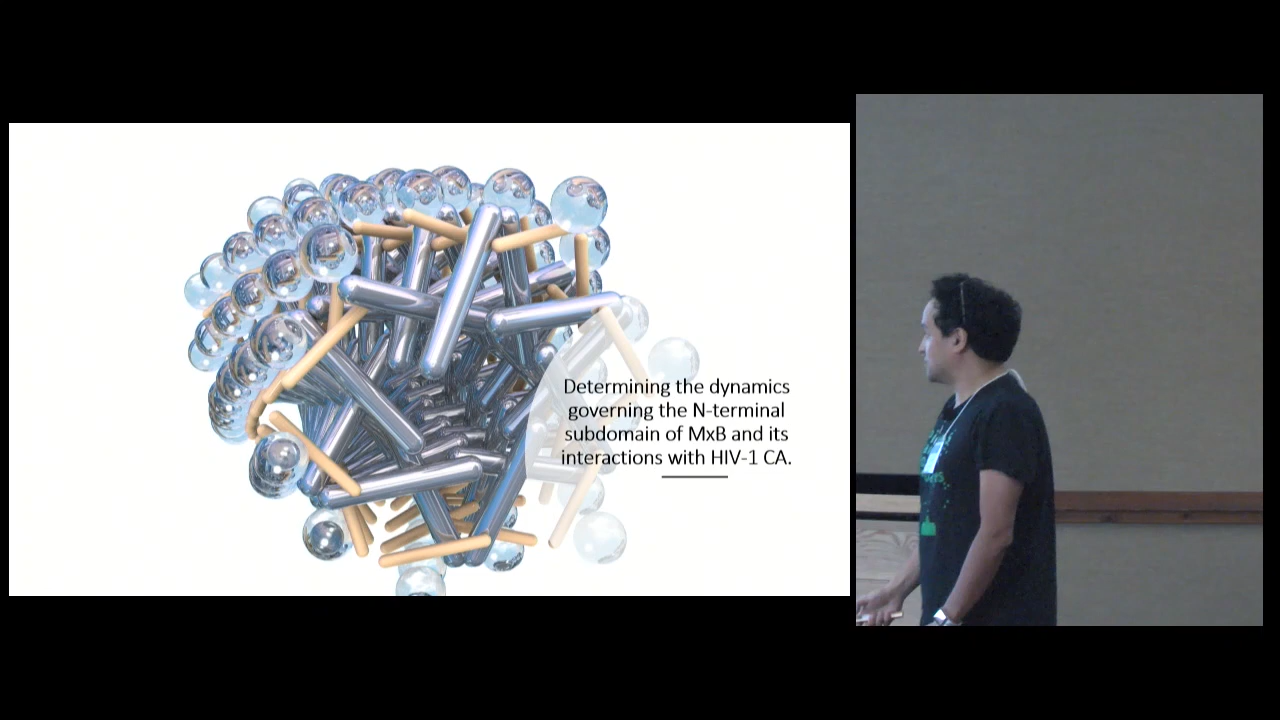 Determining the dynamics
governing the N-terminal
subdomain of MxB and its
interactions with HIV-1 CA.